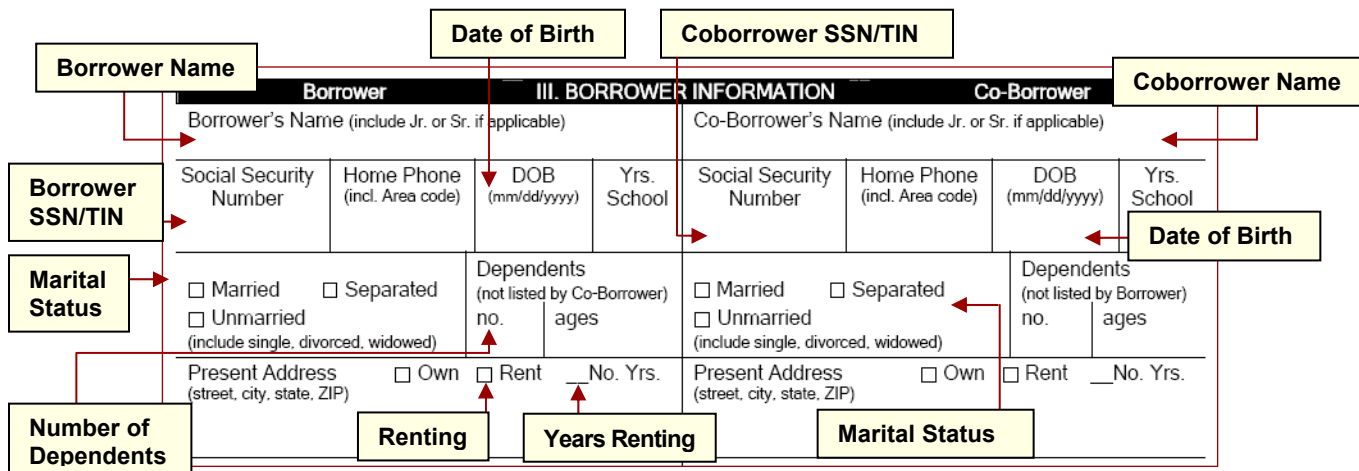 Date of Birth
Coborrower SSN/TIN
Borrower Name
Coborrower Name
Borrower III. BORROWER INFORMATION Co-Borrower
Borrower's Name (include Jr. or Sr. if applicable)
Co-Borrower's Name (include Jr. or Sr. if applicable)
Borrower
SSN/TIN
Social Security
Number
Home Phone
(incl. Area code)
DOB
(mm/dd/yyyy)
Yrs.
School
Social Security
Number
Home Phone
(incl. Area code)
DOB
(mm/dd/yyyy)
Yrs.
School
Date of Birth
Marital
Status
☐ Married ☐ Separated
☐ Unmarried
(include single, divorced, widowed)
Dependents
(not listed by Co-Borrower)
no. ages
☐ Married ☐ Separated
☐ Unmarried
(include single, divorced, widowed)
Dependents
(not listed by Borrower)
no. ages
Present Address ☐ Own ☐ Rent __No. Yrs.
(street, city, state, ZIP)
Present Address ☐ Own ☐ Rent __No. Yrs.
(street, city, state, ZIP)
Number of
Dependents
Renting
Years Renting
Marital Status